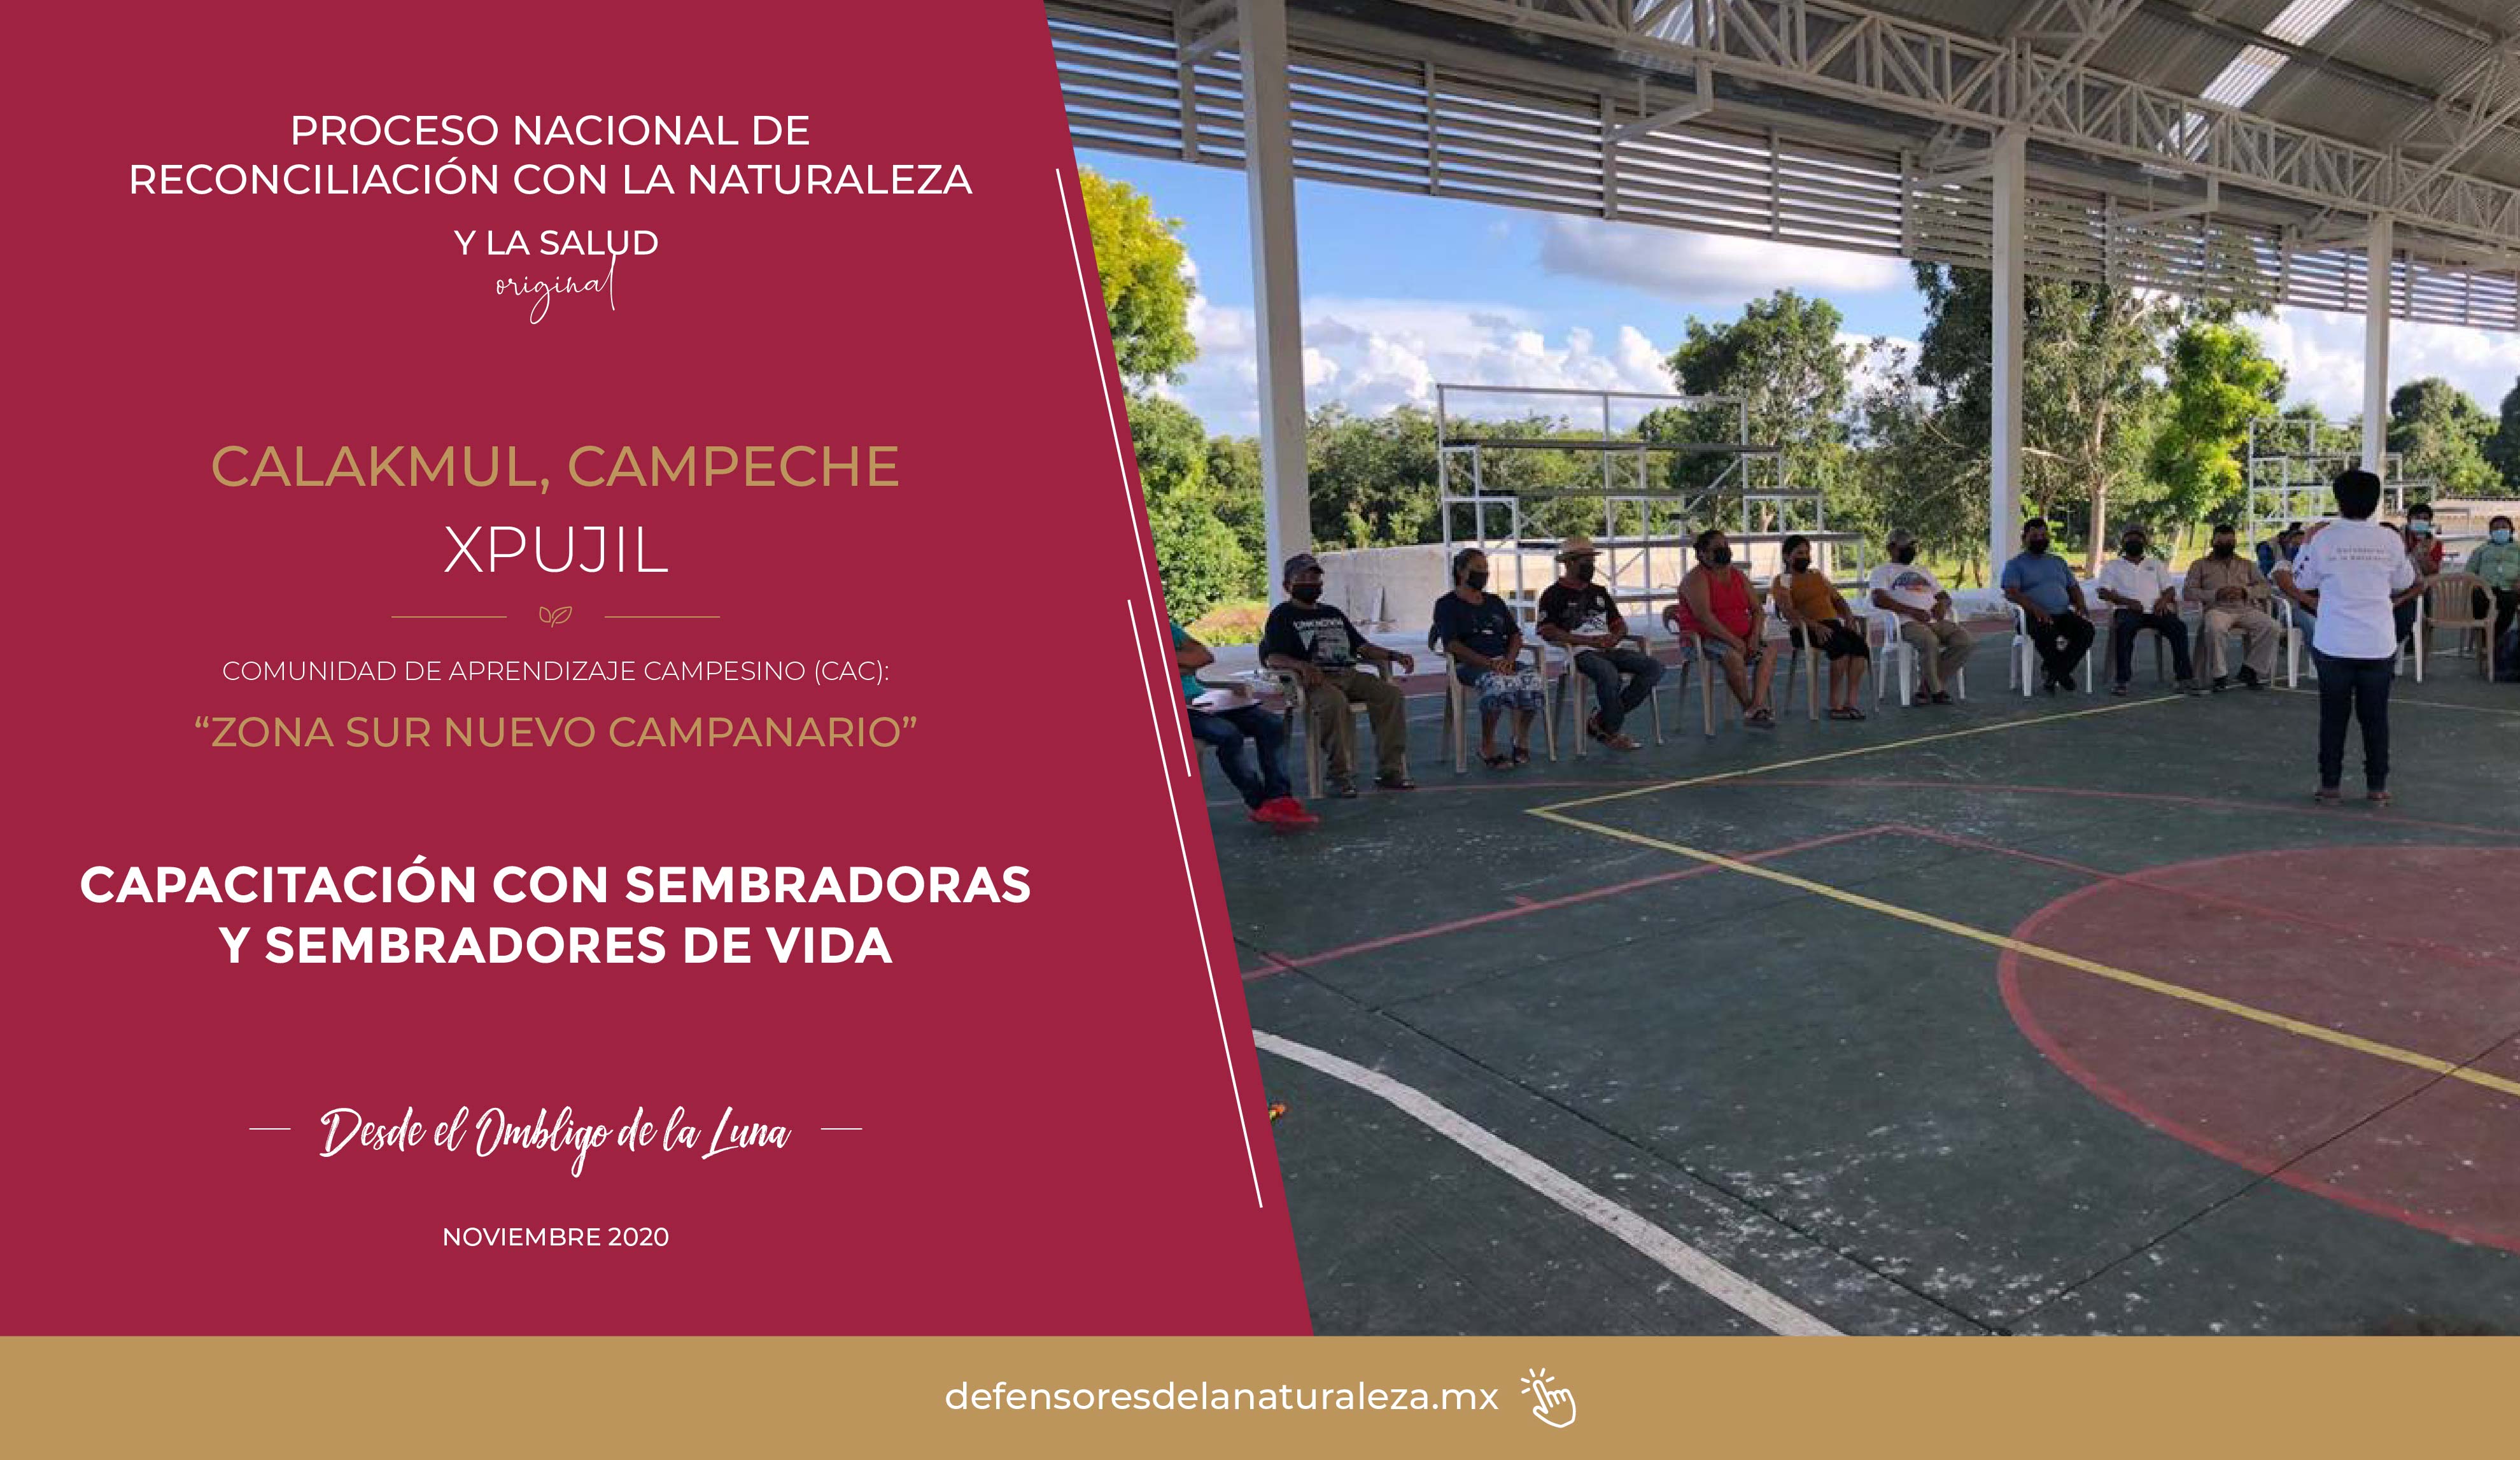 PROCESO NACIONAL DE
RECONCILIACIÓN CON LA NATURALEZA
Y LA SALUD
original
CALAKMUL, CAMPECHE
XPUJIL
COMUNIDAD DE APRENDIZAJE CAMPESINO (CAC):
“ZONA SUR NUEVO CAMPANARIO”
CAPACITACIÓN CON SEMBRADORAS
Y SEMBRADORES DE VIDA
Desde el Ombligo de la Luna
NOVIEMBRE 2020
UNKNOWN
defensoresdelanaturaleza.mx